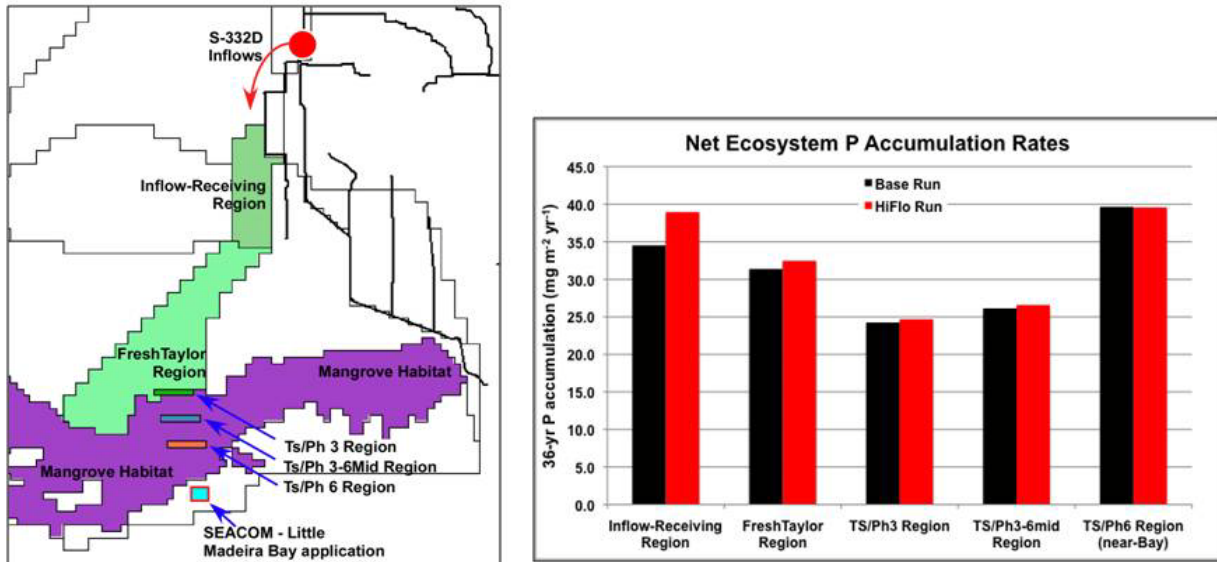 S-332D
Inflows
Inflow-Receiving
Region
FreshTaylor
Region
Mangrove Habitat
Mangrove Habitat
Ts/Ph 3 Region
Ts/Ph 3-6Mid Region
Ts/Ph 6 Region
SEACOM - Little
Madeira Bay application
Net Ecosystem P Accumulation Rates
36-yr P accumulation (mg m⁻² yr⁻¹)
45.0
40.0
35.0
30.0
25.0
20.0
15.0
10.0
5.0
0.0
Base Run
HiFlo Run
Inflow-Receiving
Region
FreshTaylor
Region
TS/Ph3 Region
TS/Ph3-6mid
Region
TS/Ph6 Region
(near-Bay)